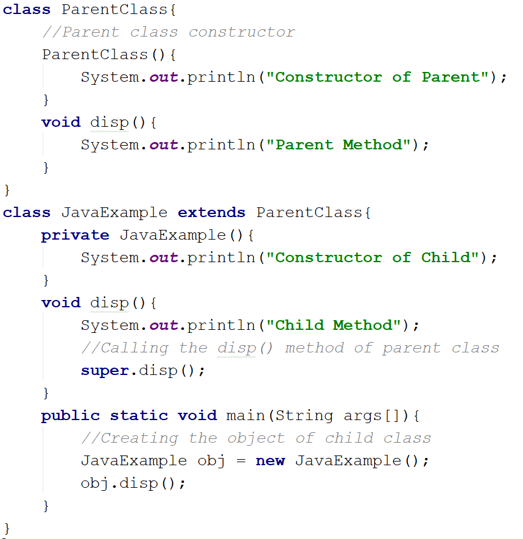 class ParentClass{
    //Parent class constructor
    ParentClass(){
        System.out.println("Constructor of Parent");
    }
    void disp(){
        System.out.println("Parent Method");
    }
}
class JavaExample extends ParentClass{
    private JavaExample(){
        System.out.println("Constructor of Child");
    }
    void disp(){
        System.out.println("Child Method");
        //Calling the disp() method of parent class
        super.disp();
    }
    public static void main(String args[]){
        //Creating the object of child class
        JavaExample obj = new JavaExample();
        obj.disp();
    }
}